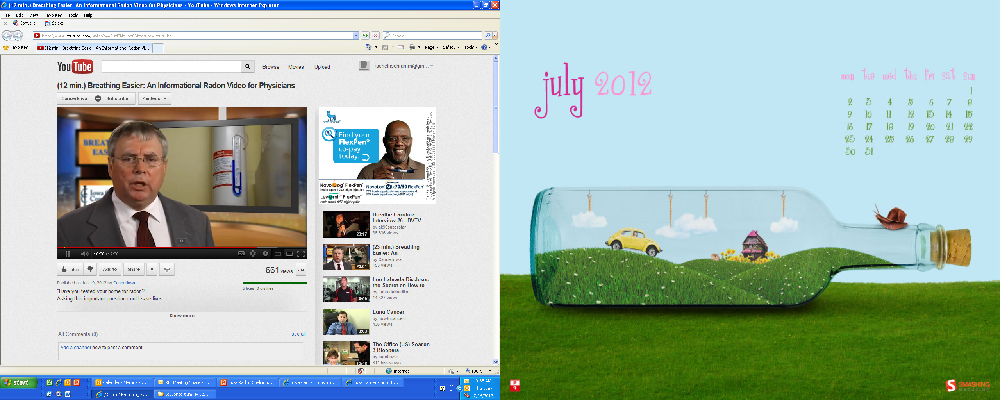 (12 min.) Breathing Easier: An Informational Radon Video for Physicians - YouTube - Windows Internet Explorer
File Edit View Favorites Tools Help
x Convert Select
http://www.youtube.com/watch?v=Fuzl3Nb_ah0&feature=youtu.be
Google
Favorites
(12 min.) Breathing Easier: An Informational Radon Vi...
Page Safety Tools
YouTube
Browse Movies Upload
rachelnschramm@gm...
(12 min.) Breathing Easier: An Informational Radon Video for Physicians
CancerIowa Subscribe 2 videos
BREAT
EAS
Iowa C
Con
10:28 / 12:56
CC
Like Add to Share
661 views
Published on Jun 19, 2012 by CancerIowa
5 likes, 0 dislikes
"Have you tested your home for radon?"
Asking this important question could save lives.
Show more
All Comments (0)
see all
Add a channel now to post a comment!
novo nordisk®
Rx
Find your
FlexPen®
co-pay
today.
NovoLog® FlexPen®
insulin aspart (rDNA origin) injection
Levemir® FlexPen®
insulin detemir (rDNA origin) injection
NovoLog® Mix 70/30 FlexPen®
70% insulin aspart protamine suspension and
30% insulin aspart injection, (rDNA origin)
FlexPen®, Levemir®, and NovoLog® are registered
trademarks of Novo Nordisk A/S. © 2012 Novo Nordisk
All rights reserved. 0112-00006886-1 March 2012
Breathe Carolina
Interview #6 - BVTV
by ak99superstar
36,836 views
23:17
(23 min.) Breathing
Easier: An
by CancerIowa
153 views
23:01
Lee Labrada Discloses
the Secret on How to
by LabradaNutrition
14,327 views
8:00
Lung Cancer
by howtocancer1
436 views
3:03
The Office (US) Season
3 Bloopers
by burn0riz0r
811,553 views
13:45
Internet
100%
start
Calendar - Mailbox - ...
RE: Meeting Space - ...
Iowa Radon Coalition...
Iowa Cancer Consorti...
Iowa Cancer Consorti...
(12 min.) Breathing E...
S:\Consortium, I4C\S...
9:35 AM
Thursday
7/26/2012
july 2012
mon tue wed thu fri sat sun
1
2 3 4 5 6 7 8
9 10 11 12 13 14 15
16 17 18 19 20 21 22
23 24 25 26 27 28 29
30 31
SMASHING
MAGAZINE